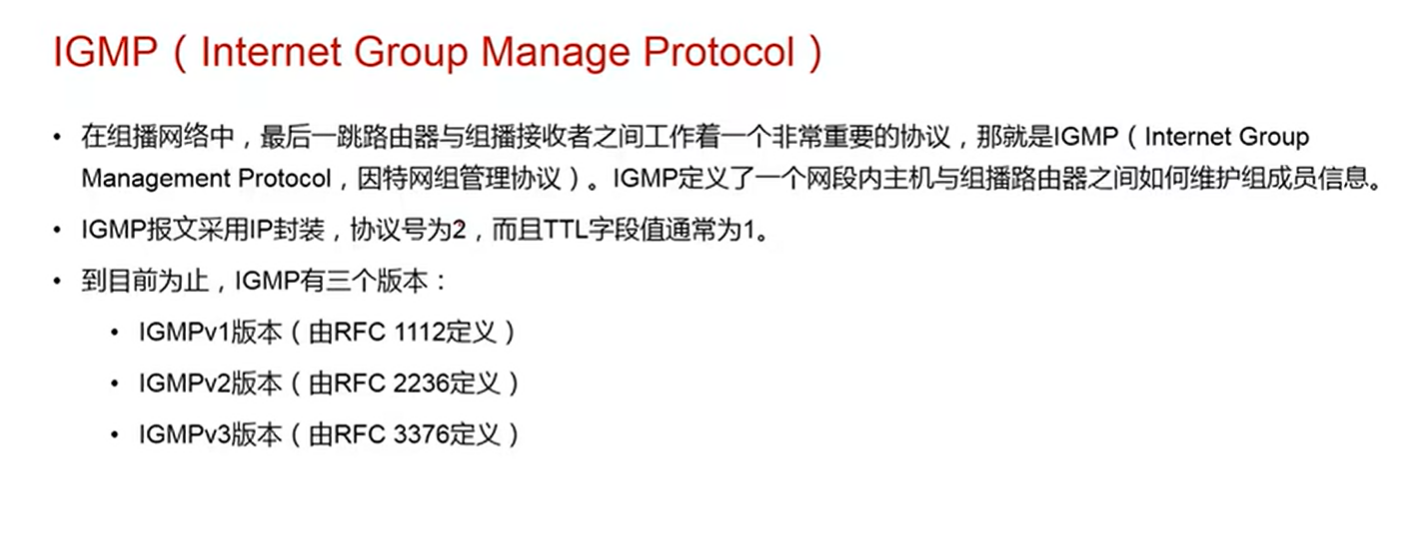 IGMP（Internet Group Manage Protocol）
• 在组播网络中，最后一跳路由器与组播接收者之间工作着一个非常重要的协议，那就是IGMP（Internet Group
Management Protocol，因特网组管理协议）。IGMP定义了一个网段内主机与组播路由器之间如何维护组成员信息。
• IGMP报文采用IP封装，协议号为2，而且TTL字段值通常为1。
• 到目前为止，IGMP有三个版本：
• IGMPv1版本（由RFC 1112定义）
• IGMPv2版本（由RFC 2236定义）
• IGMPv3版本（由RFC 3376定义）